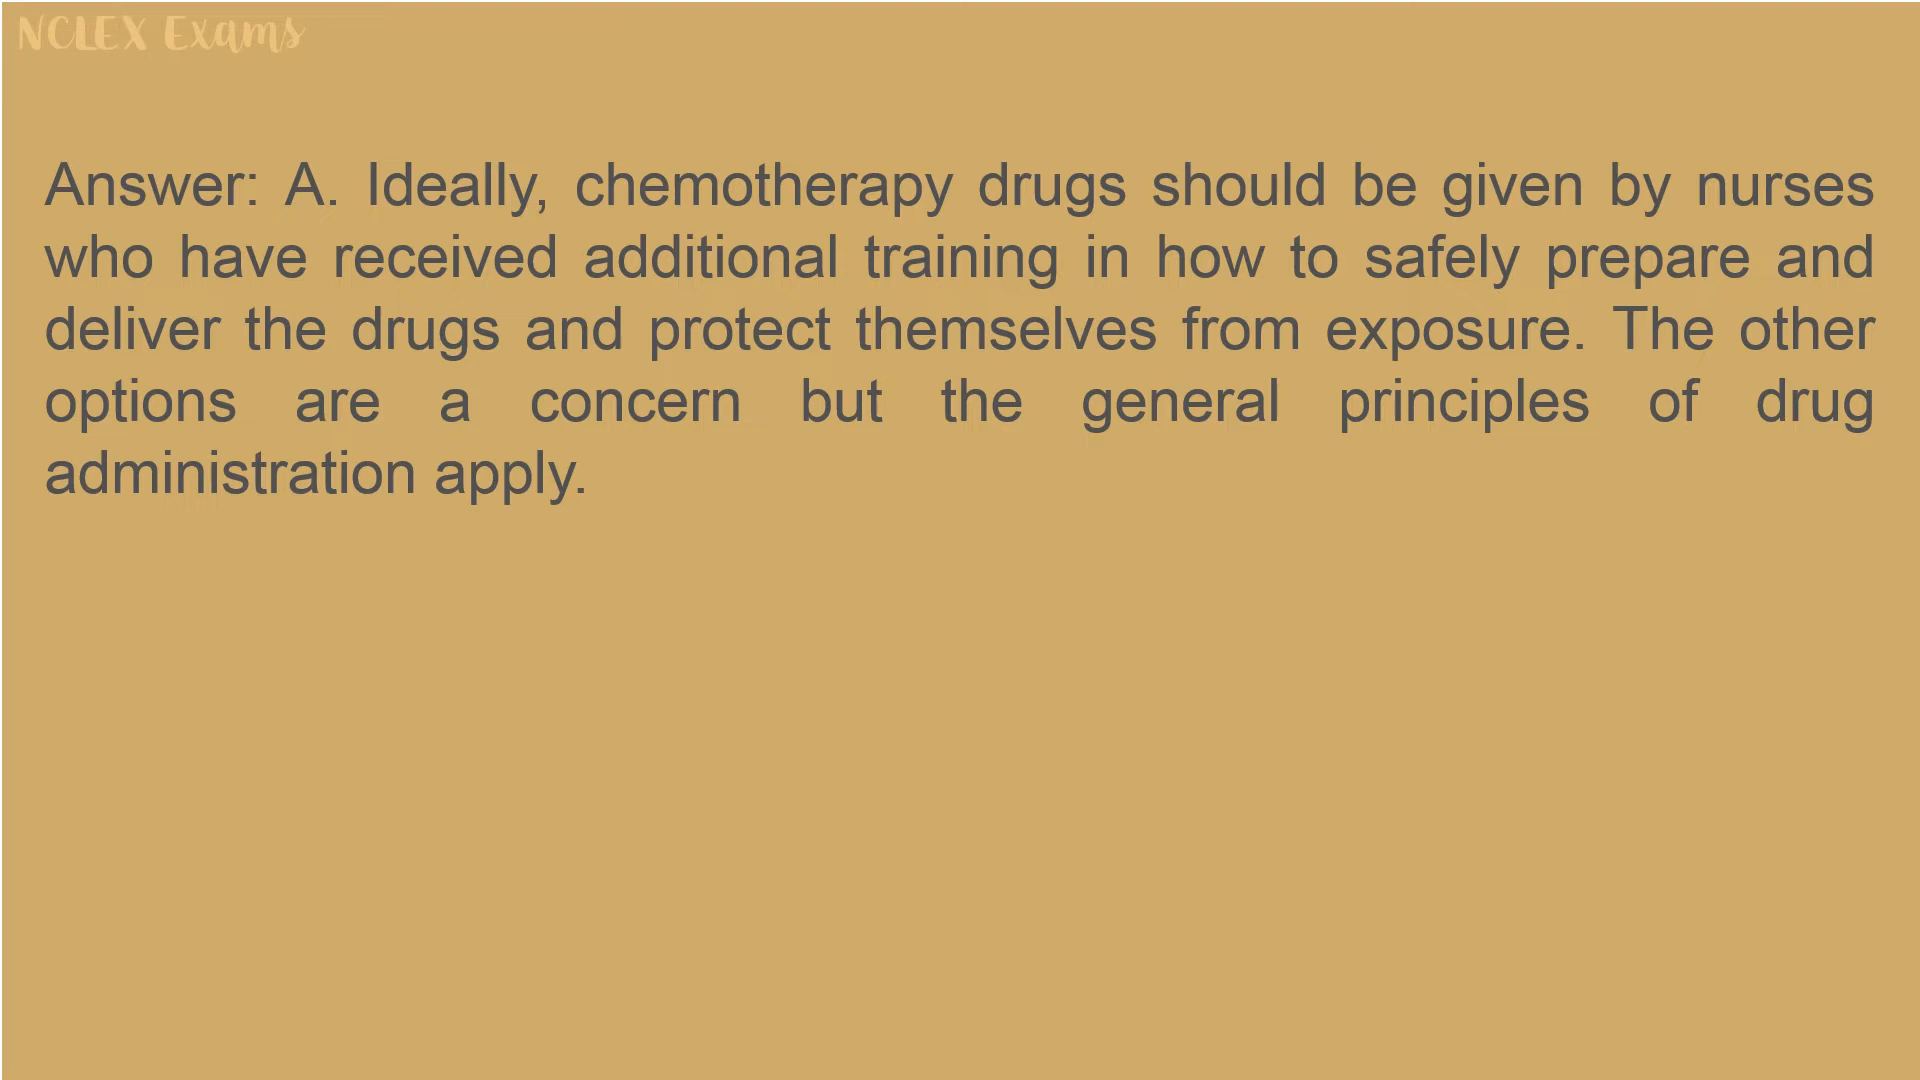 NCLEX Exams
Answer: A. Ideally, chemotherapy drugs should be given by nurses
who have received additional training in how to safely prepare and
deliver the drugs and protect themselves from exposure. The other
options are a concern but the general principles of drug
administration apply.